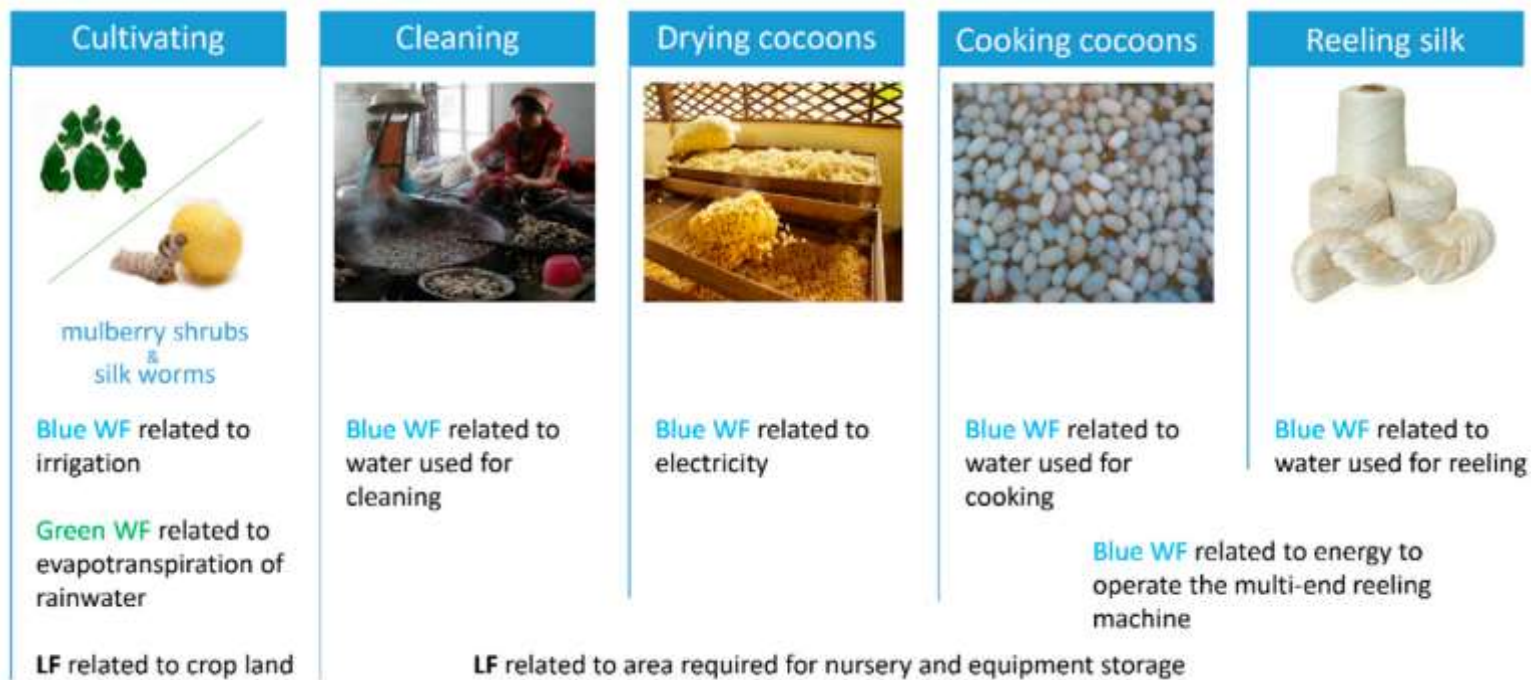 Cultivating
Cleaning
Drying cocoons
Cooking cocoons
Reeling silk
mulberry shrubs
&
silk worms
Blue WF related to
irrigation
Green WF related to
evapotranspiration of
rainwater
LF related to crop land
Blue WF related to
water used for
cleaning
Blue WF related to
electricity
Blue WF related to
water used for
cooking
Blue WF related to
water used for reeling
Blue WF related to energy to
operate the multi-end reeling
machine
LF related to area required for nursery and equipment storage